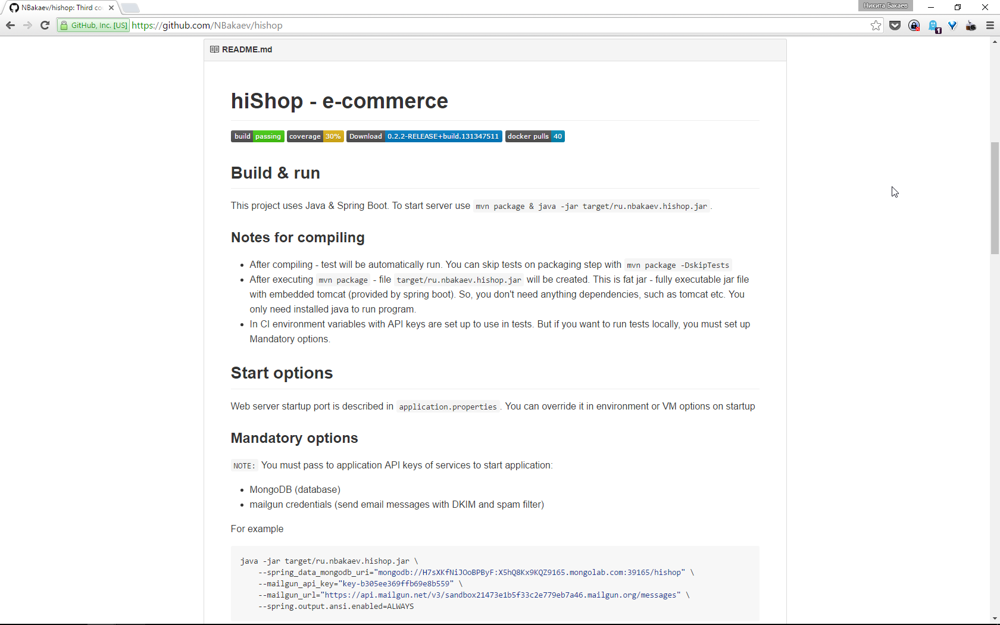 NBakaev/hishop: Third co
Никита Бакаев
GitHub, Inc. [US] https://github.com/NBakaev/hishop
1
README.md
hiShop - e-commerce
build passing coverage 30% Download 0.2.2-RELEASE+build.131347511 docker pulls 40
Build & run
This project uses Java & Spring Boot. To start server use mvn package & java -jar target/ru.nbakaev.hishop.jar .
Notes for compiling
After compiling - test will be automatically run. You can skip tests on packaging step with mvn package -DskipTests
After executing mvn package - file target/ru.nbakaev.hishop.jar will be created. This is fat jar - fully executable jar file
with embedded tomcat (provided by spring boot). So, you don't need anything dependencies, such as tomcat etc. You
only need installed java to run program.
In CI environment variables with API keys are set up to use in tests. But if you want to run tests locally, you must set up
Mandatory options.
Start options
Web server startup port is described in application.properties . You can override it in environment or VM options on startup
Mandatory options
NOTE: You must pass to application API keys of services to start application:
MongoDB (database)
mailgun credentials (send email messages with DKIM and spam filter)
For example
java -jar target/ru.nbakaev.hishop.jar \
--spring_data_mongodb_uri="mongodb://H7sXKfNiJOoBPByF:X5hQ8Kx9KQZ9165.mongolab.com:39165/hishop" \
--mailgun_api_key="key-b305ee369ffb69e8b559" \
--mailgun_url="https://api.mailgun.net/v3/sandbox21473e1b5f33c2e779eb7a46.mailgun.org/messages" \
--spring.output.ansi.enabled=ALWAYS